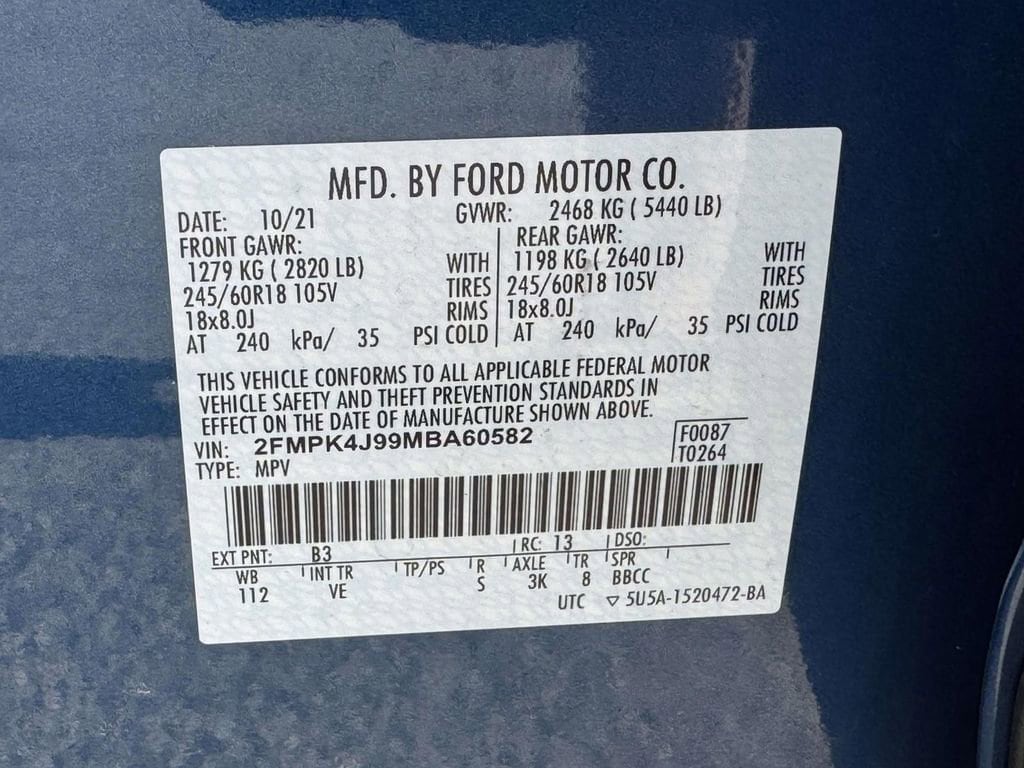 MFD. BY FORD MOTOR CO.
DATE: 10/21 GVWR: 2468 KG ( 5440 LB)
FRONT GAWR: REAR GAWR:
1279 KG ( 2820 LB) WITH 1198 KG ( 2640 LB) WITH
245/60R18 105V TIRES 245/60R18 105V TIRES
18x8.0J RIMS 18x8.0J RIMS
AT 240 kPa/ 35 PSI COLD AT 240 kPa/ 35 PSI COLD
THIS VEHICLE CONFORMS TO ALL APPLICABLE FEDERAL MOTOR
VEHICLE SAFETY AND THEFT PREVENTION STANDARDS IN
EFFECT ON THE DATE OF MANUFACTURE SHOWN ABOVE.
VIN: 2FMPK4J99MBA60582 F0087
TYPE: MPV T0264
EXT PNT: B3 RC: 13 DSO:
WB INT TR TP/PS R AXLE TR SPR
112 VE S 3K 8 BBCC
UTC ▽ 5U5A-1520472-BA